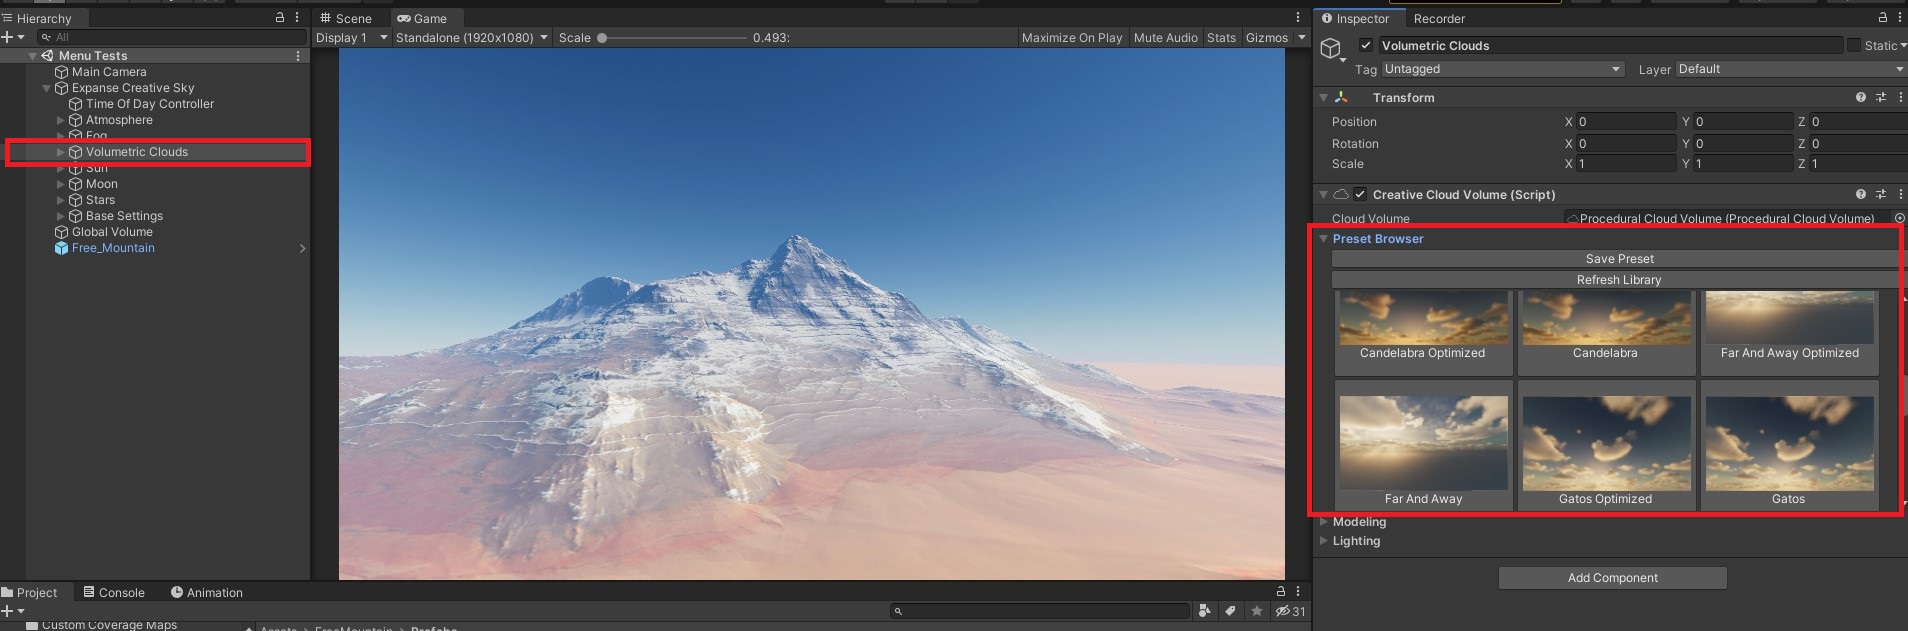 Hierarchy
All
Menu Tests
Main Camera
Expanse Creative Sky
Time Of Day Controller
Atmosphere
Fog
Volumetric Clouds
Sun
Moon
Stars
Base Settings
Global Volume
Free_Mountain
Scene Game
Display 1 Standalone (1920x1080) Scale 0.493: Maximize On Play Mute Audio Stats Gizmos
Inspector Recorder
Volumetric Clouds Static
Tag Untagged Layer Default
Transform
Position X 0 Y 0 Z 0
Rotation X 0 Y 0 Z 0
Scale X 1 Y 1 Z 1
Creative Cloud Volume (Script)
Cloud Volume Procedural Cloud Volume (Procedural Cloud Volume)
Preset Browser
Save Preset
Refresh Library
Candelabra Optimized Candelabra Far And Away Optimized
Far And Away Gatos Optimized Gatos
Modeling
Lighting
Add Component
Project Console Animation
31
Custom Coverage Maps
Assets > FreeMountain > Prefabs